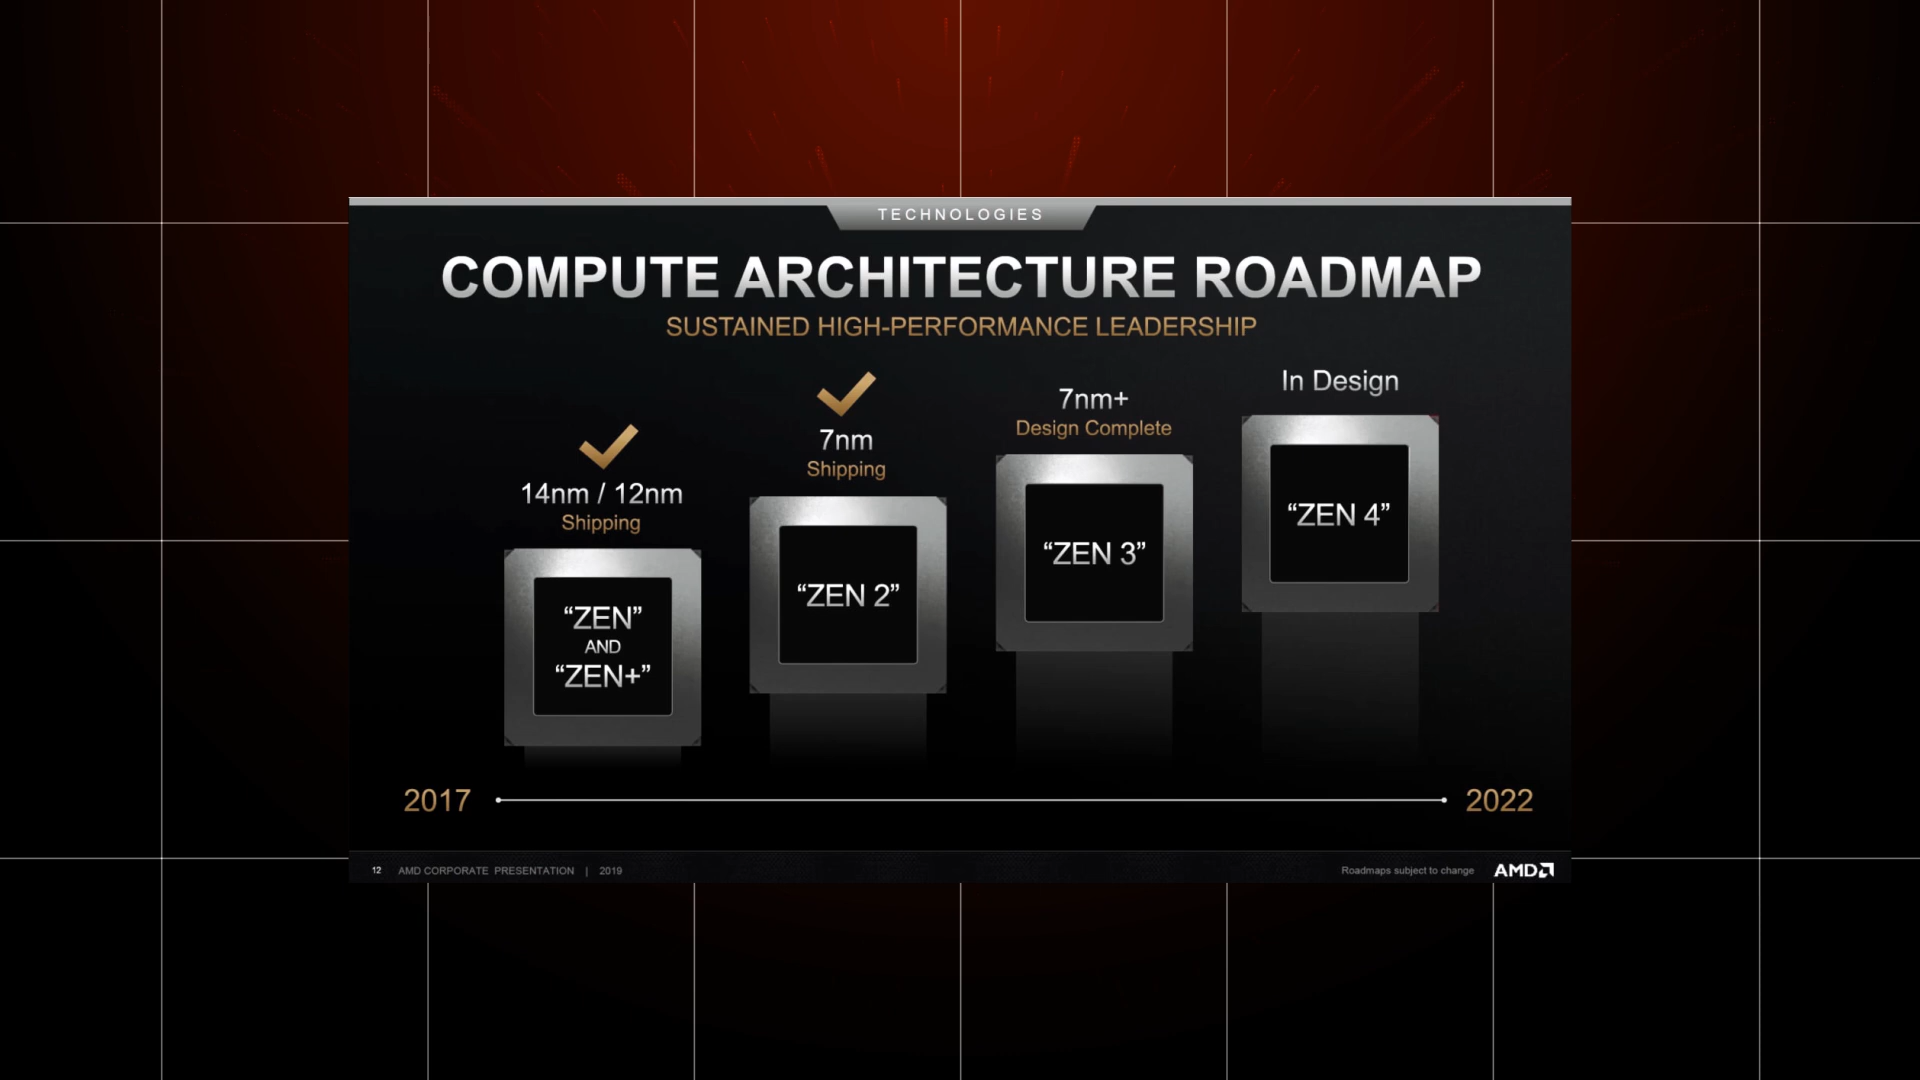 TECHNOLOGIES
COMPUTE ARCHITECTURE ROADMAP
SUSTAINED HIGH-PERFORMANCE LEADERSHIP
14nm / 12nm
Shipping
“ZEN”
AND
“ZEN+”
7nm
Shipping
“ZEN 2”
7nm+
Design Complete
“ZEN 3”
In Design
“ZEN 4”
2017
2022
12 AMD CORPORATE PRESENTATION | 2019
Roadmaps subject to change AMD